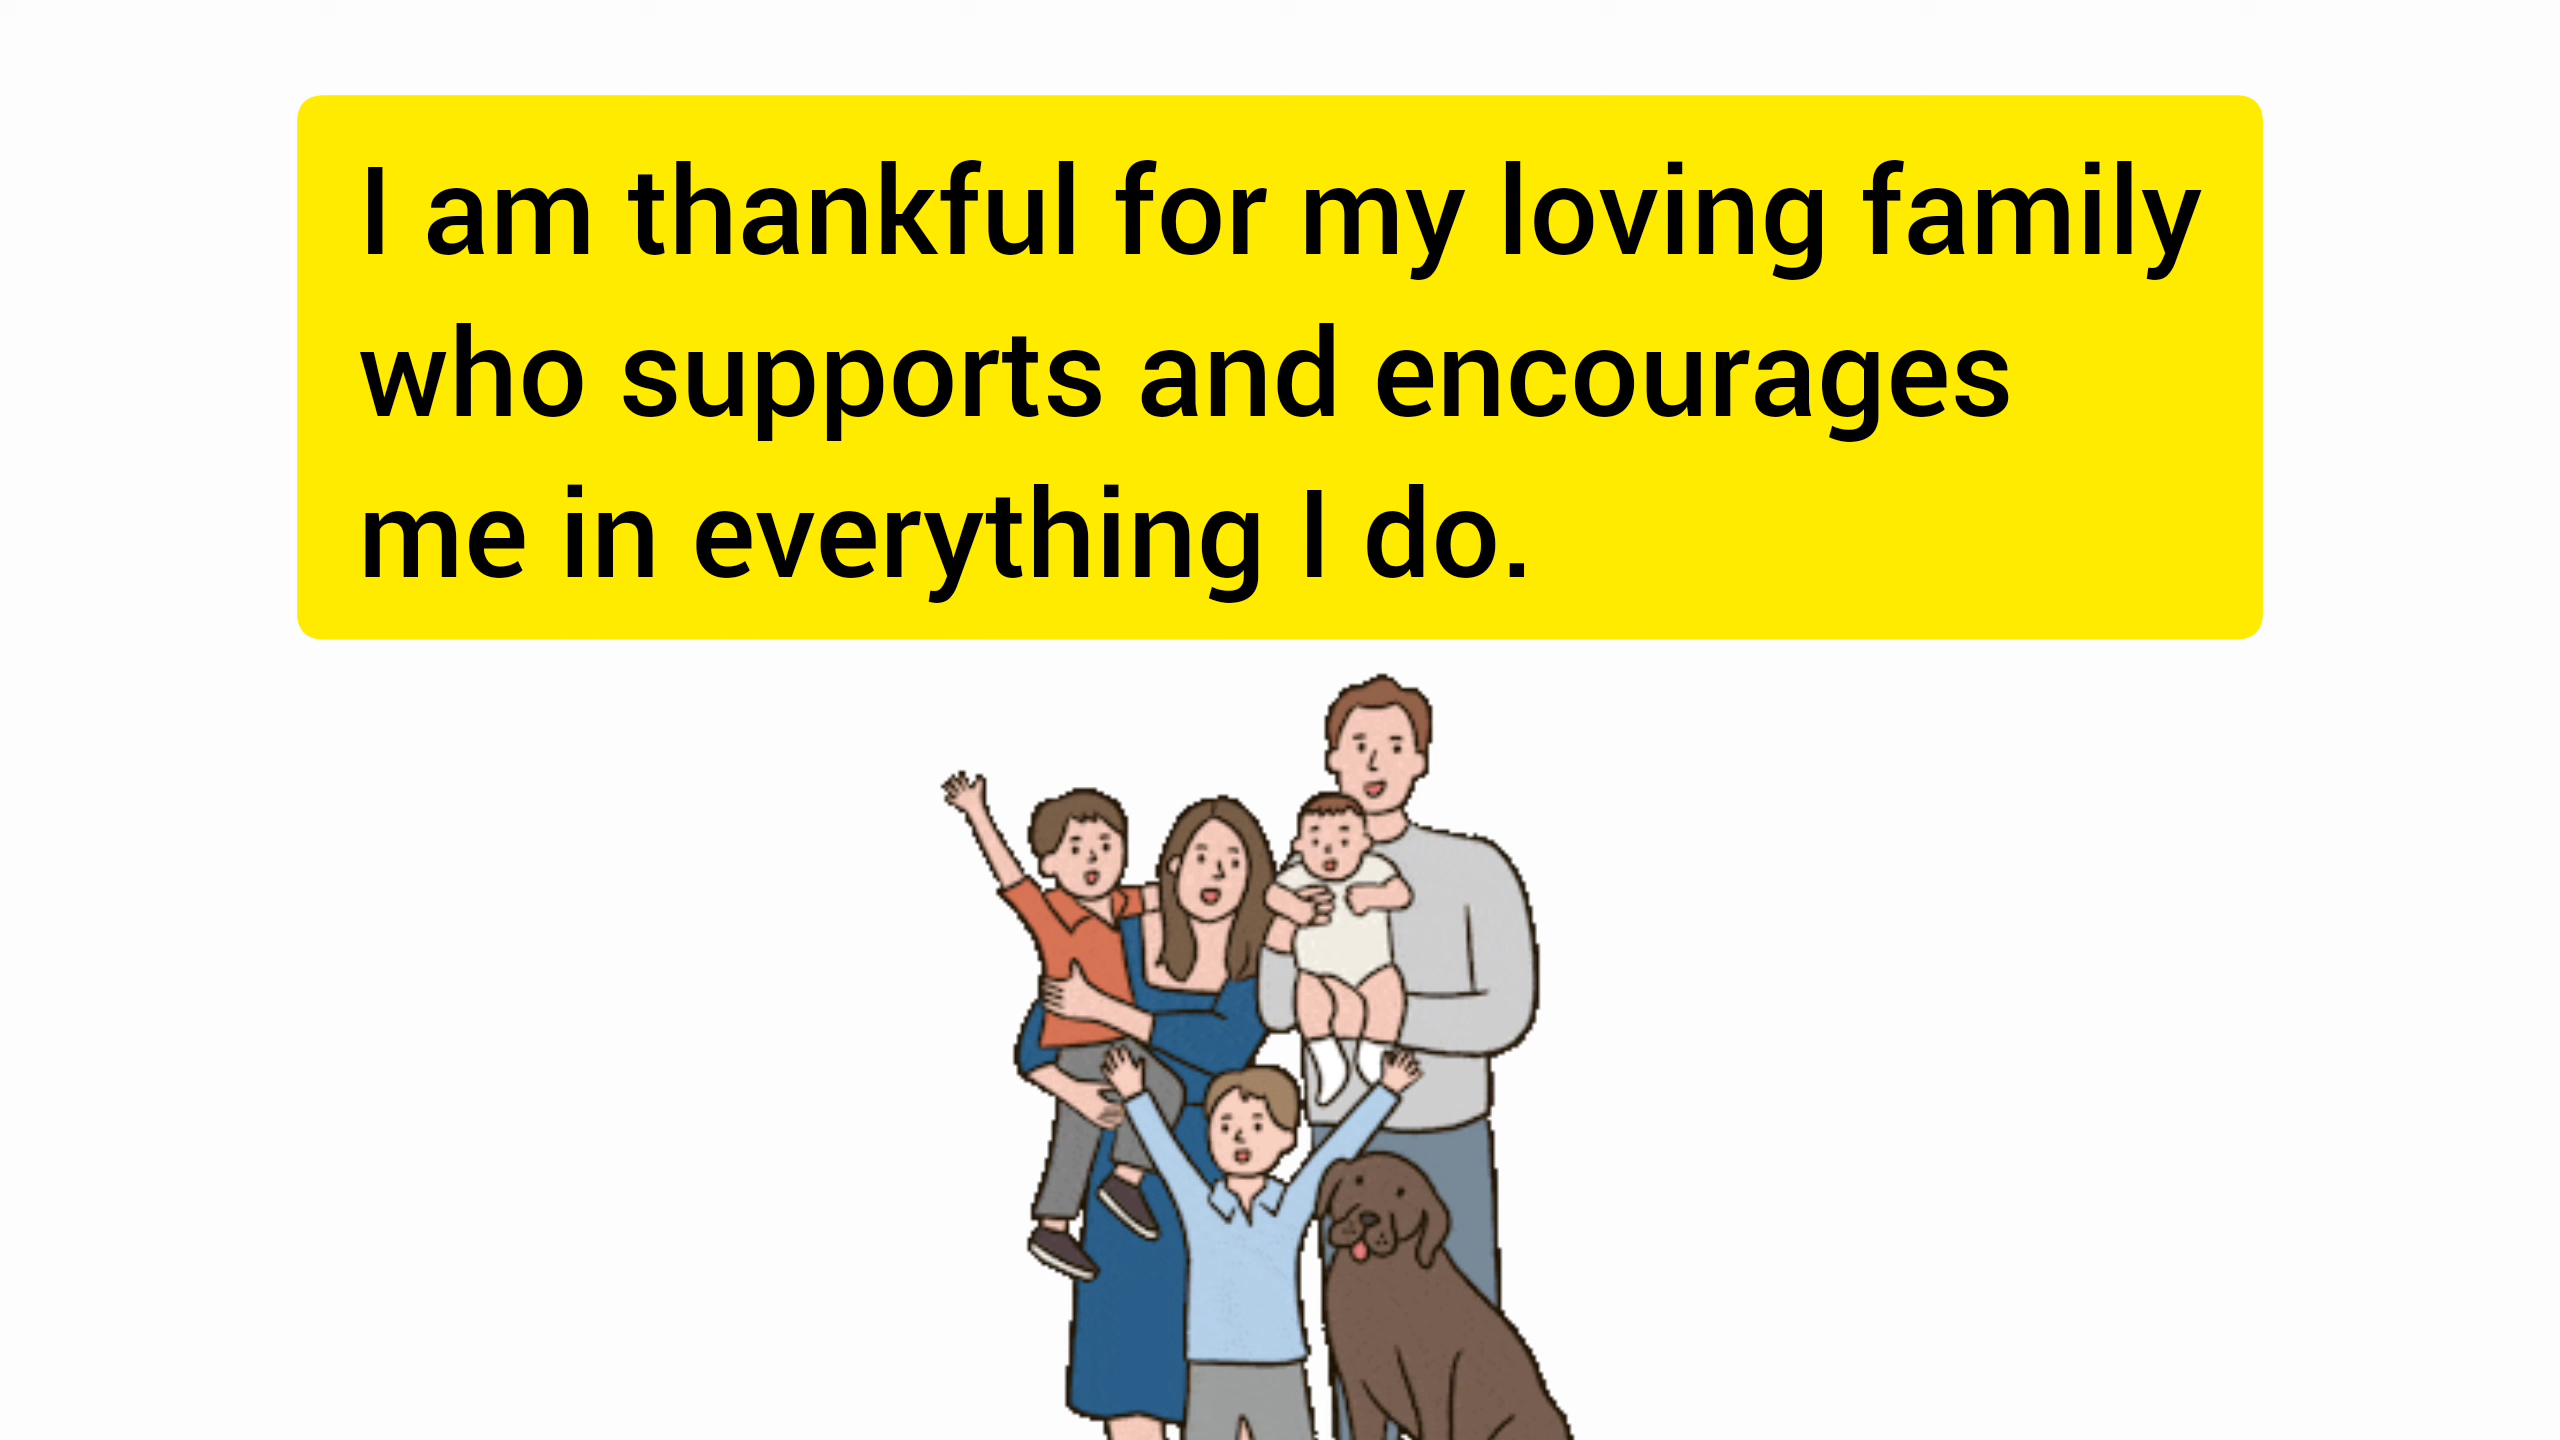 I am thankful for my loving family
who supports and encourages
me in everything I do.